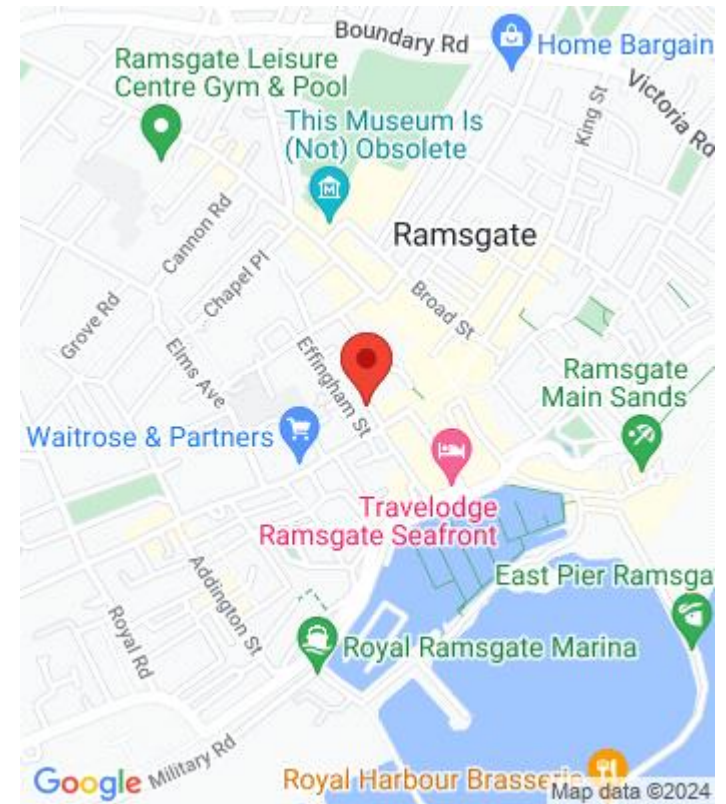 Boundary Rd
Home Bargain
Ramsgate Leisure
Centre Gym & Pool
Victoria Rd
King St
This Museum Is
(Not) Obsolete
Cannon Rd
Ramsgate
Chapel Pl
Broad St
Grove Rd
Elms Ave
Effingham St
Ramsgate
Main Sands
Waitrose & Partners
Travelodge
Ramsgate Seafront
Addington St
East Pier Ramsga
Royal Rd
Royal Ramsgate Marina
Military Rd
Google
Royal Harbour Brasserie
Map data ©2024